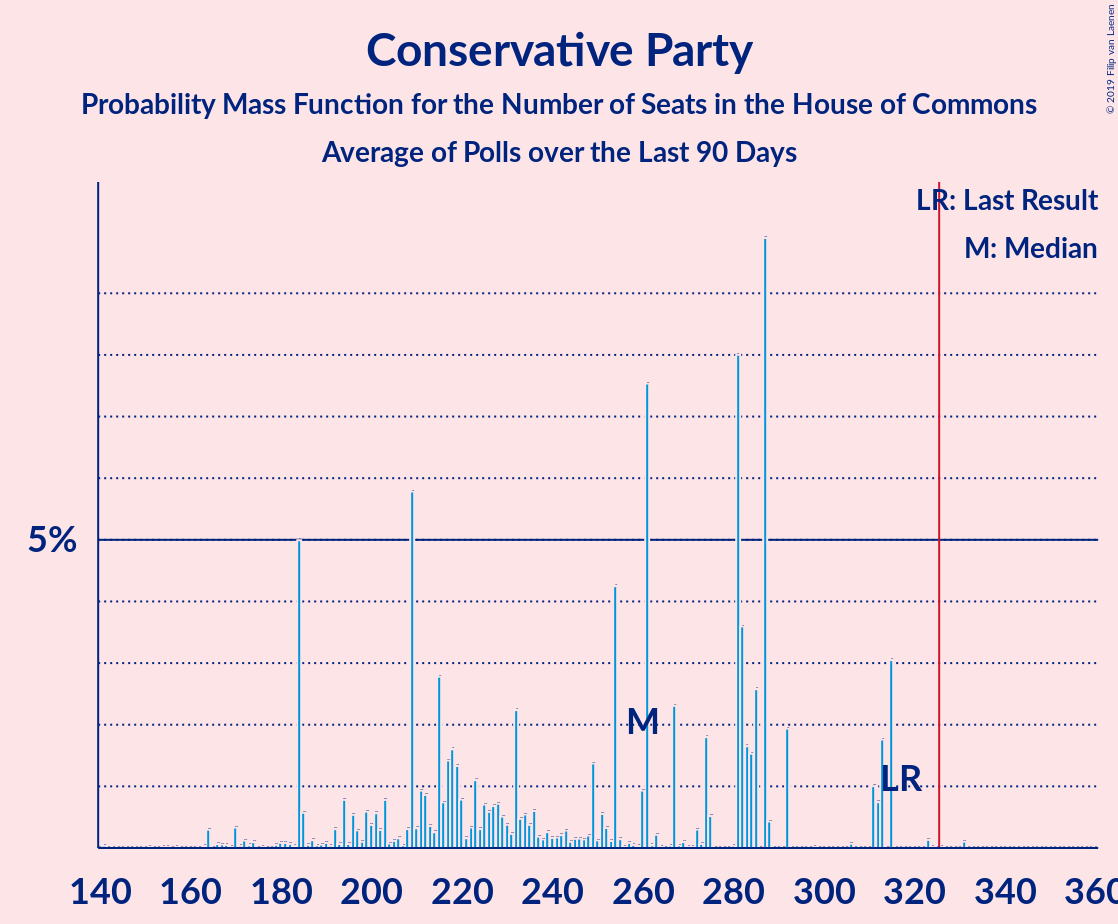 Conservative Party
Probability Mass Function for the Number of Seats in the House of Commons
Average of Polls over the Last 90 Days
© 2019 Filip van Laenen
LR: Last Result
M: Median
5%
M
LR
140 160 180 200 220 240 260 280 300 320 340 360